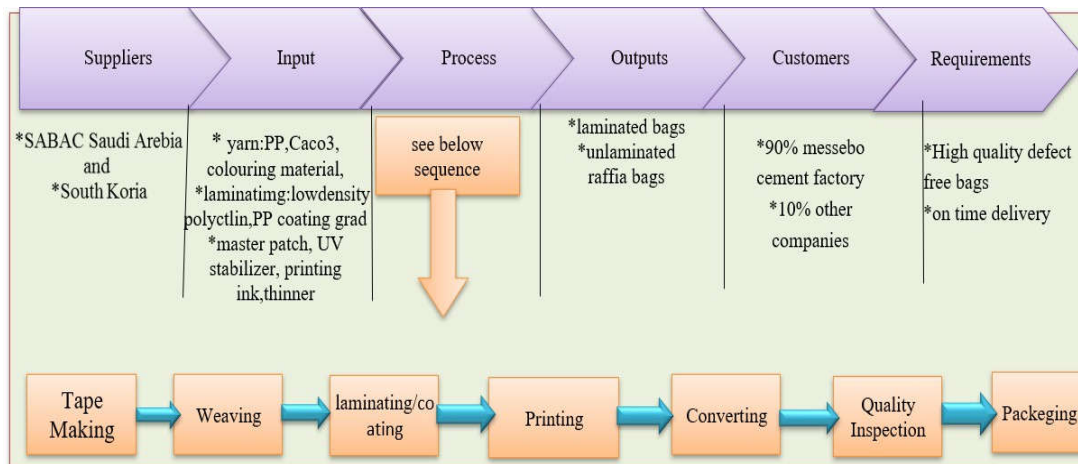 Suppliers
Input
Process
Outputs
Customers
Requirements
*SABAC Saudi Arebia
and
*South Koria
* yarn:PP,Caco3,
colouring material,
*laminatimg:lowdensity
polyctlin,PP coating grad
*master patch, UV
stabilizer, printing
ink,thinner
see below
sequence
*laminated bags
*unlaminated
raffia bags
*90% messebo
cement factory
*10% other
companies
*High quality defect
free bags
*on time delivery
Tape
Making
Weaving
laminating/co
ating
Printing
Converting
Quality
Inspection
Packeging